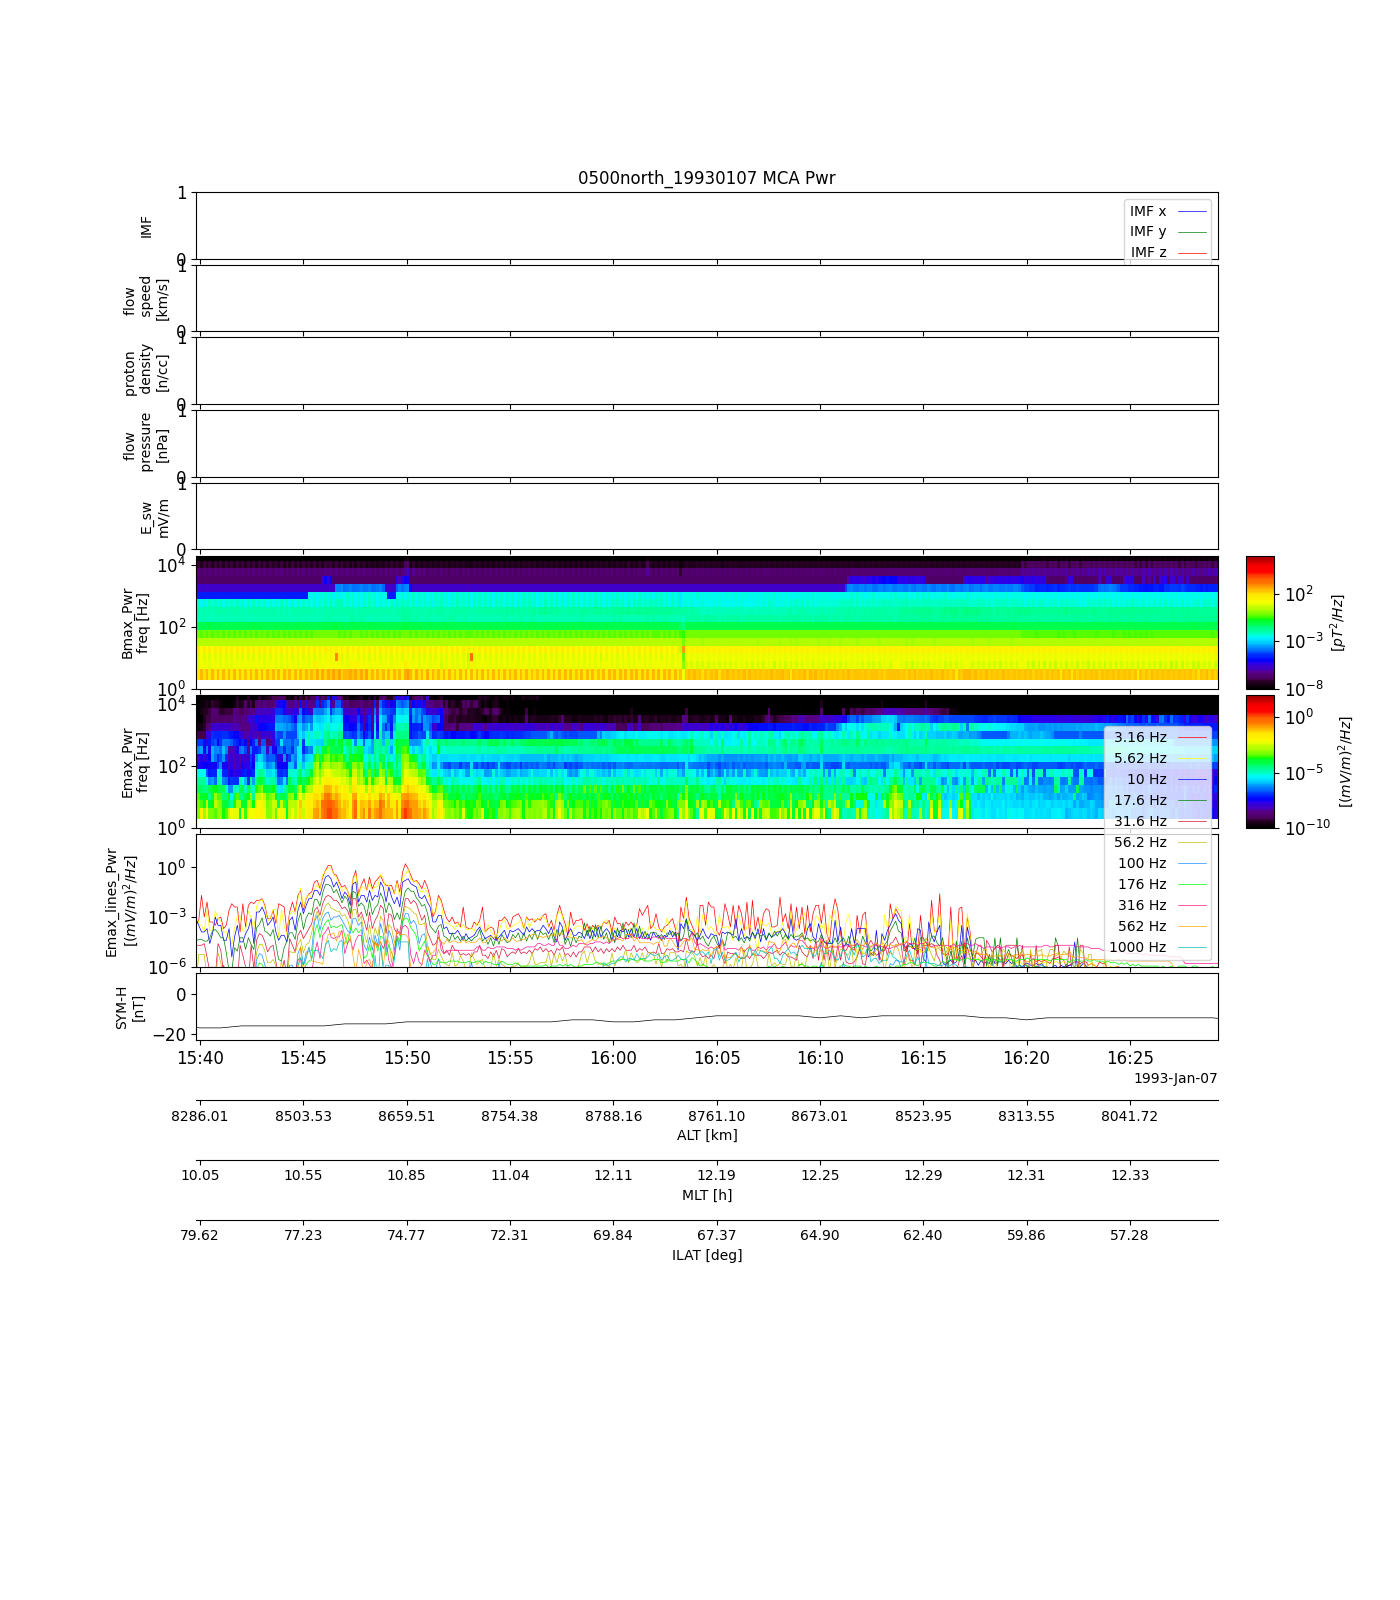 0500north_19930107 MCA Pwr
1
IMF
0
IMF x
IMF y
IMF z
1
flow
speed
[km/s]
0
1
proton
density
[n/cc]
0
1
flow
pressure
[nPa]
0
1
E_sw
mV/m
0
10^4
Bmax_Pwr
freq [Hz]
10^2
10^0
10^2
10^-3
10^-8
[pT^2/Hz]
10^4
Emax_Pwr
freq [Hz]
10^2
10^0
10^0
10^-5
10^-10
[(mV/m)^2/Hz]
3.16 Hz
5.62 Hz
10 Hz
17.6 Hz
31.6 Hz
56.2 Hz
100 Hz
176 Hz
316 Hz
562 Hz
1000 Hz
10^0
Emax_lines_Pwr
[(mV/m)^2/Hz]
10^-3
10^-6
0
SYM-H
[nT]
−20
15:40 15:45 15:50 15:55 16:00 16:05 16:10 16:15 16:20 16:25
1993-Jan-07
8286.01 8503.53 8659.51 8754.38 8788.16 8761.10 8673.01 8523.95 8313.55 8041.72
ALT [km]
10.05 10.55 10.85 11.04 12.11 12.19 12.25 12.29 12.31 12.33
MLT [h]
79.62 77.23 74.77 72.31 69.84 67.37 64.90 62.40 59.86 57.28
ILAT [deg]